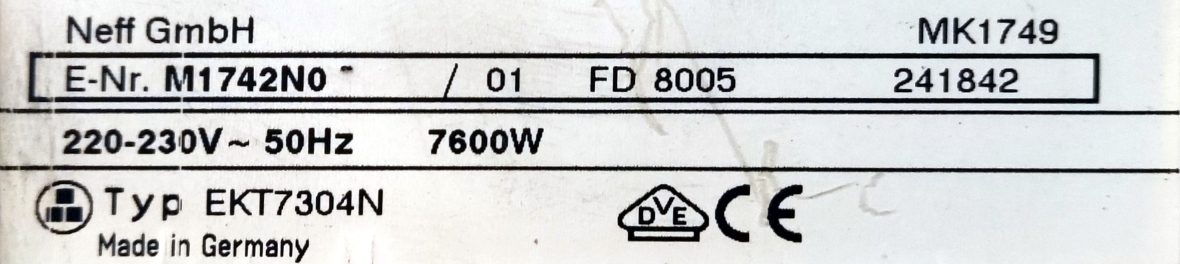 Neff GmbH MK1749
E-Nr. M1742N0 / 01 FD 8005 241842
220-230V~ 50Hz 7600W
Typ EKT7304N DVE CE
Made in Germany